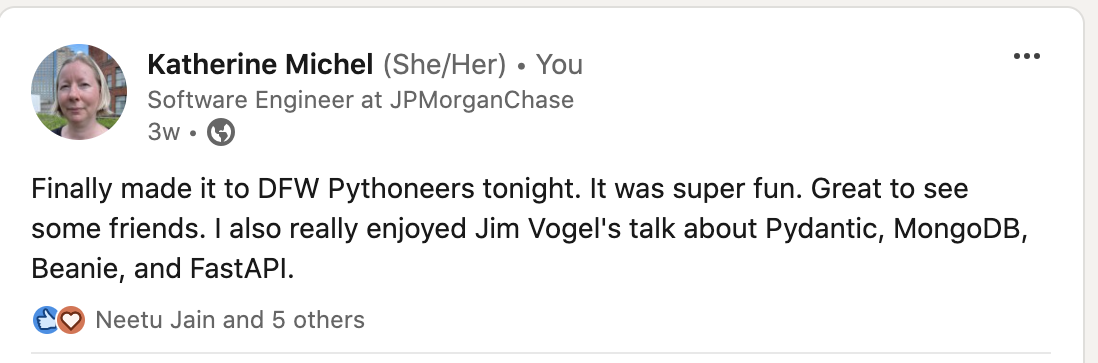 Katherine Michel (She/Her) • You
Software Engineer at JPMorganChase
3w •
Finally made it to DFW Pythoneers tonight. It was super fun. Great to see
some friends. I also really enjoyed Jim Vogel's talk about Pydantic, MongoDB,
Beanie, and FastAPI.
Neetu Jain and 5 others